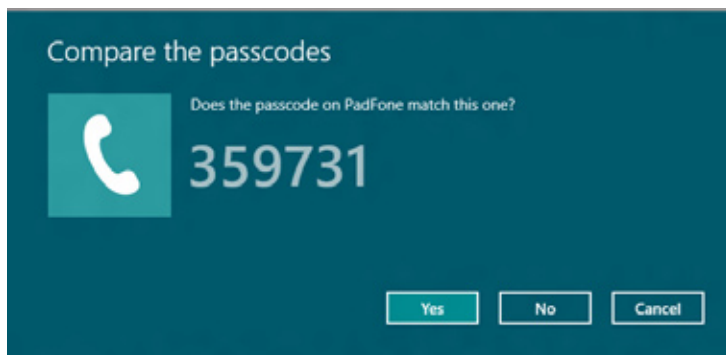 Compare the passcodes
Does the passcode on PadFone match this one?
359731
Yes No Cancel